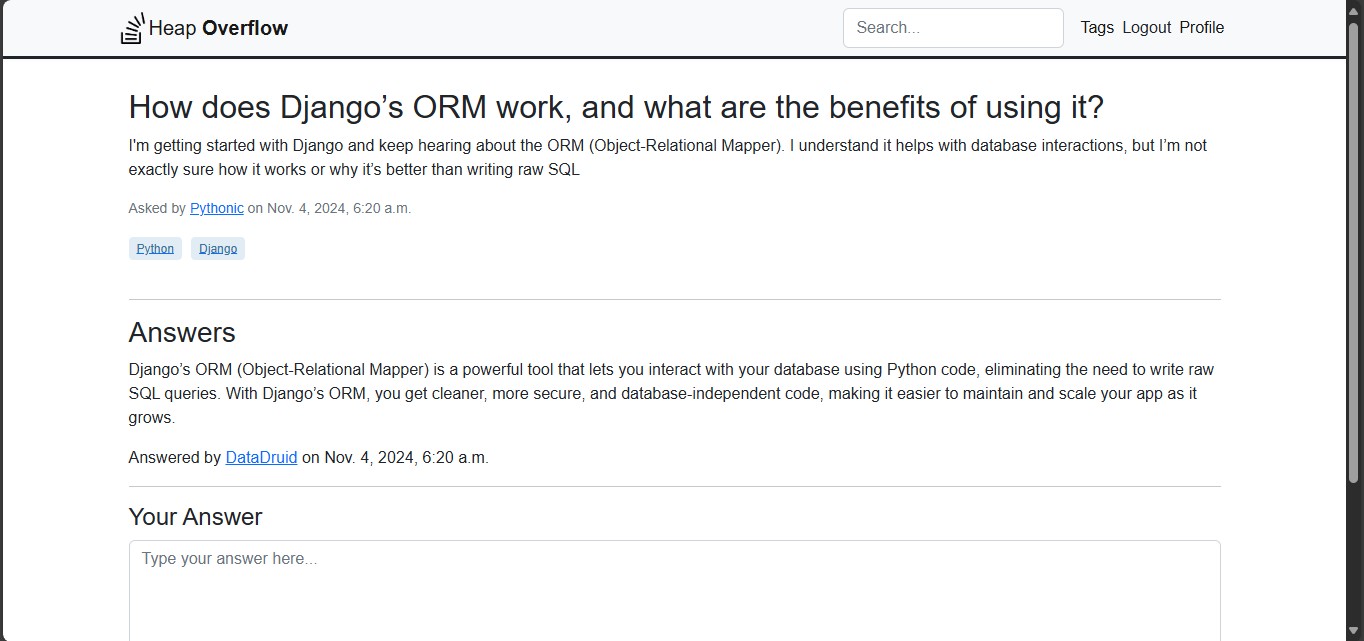 Heap Overflow
Search...
Tags Logout Profile
How does Django’s ORM work, and what are the benefits of using it?
I'm getting started with Django and keep hearing about the ORM (Object-Relational Mapper). I understand it helps with database interactions, but I’m not
exactly sure how it works or why it’s better than writing raw SQL
Asked by Pythonic on Nov. 4, 2024, 6:20 a.m.
Python Django
Answers
Django’s ORM (Object-Relational Mapper) is a powerful tool that lets you interact with your database using Python code, eliminating the need to write raw
SQL queries. With Django’s ORM, you get cleaner, more secure, and database-independent code, making it easier to maintain and scale your app as it
grows.
Answered by DataDruid on Nov. 4, 2024, 6:20 a.m.
Your Answer
Type your answer here...